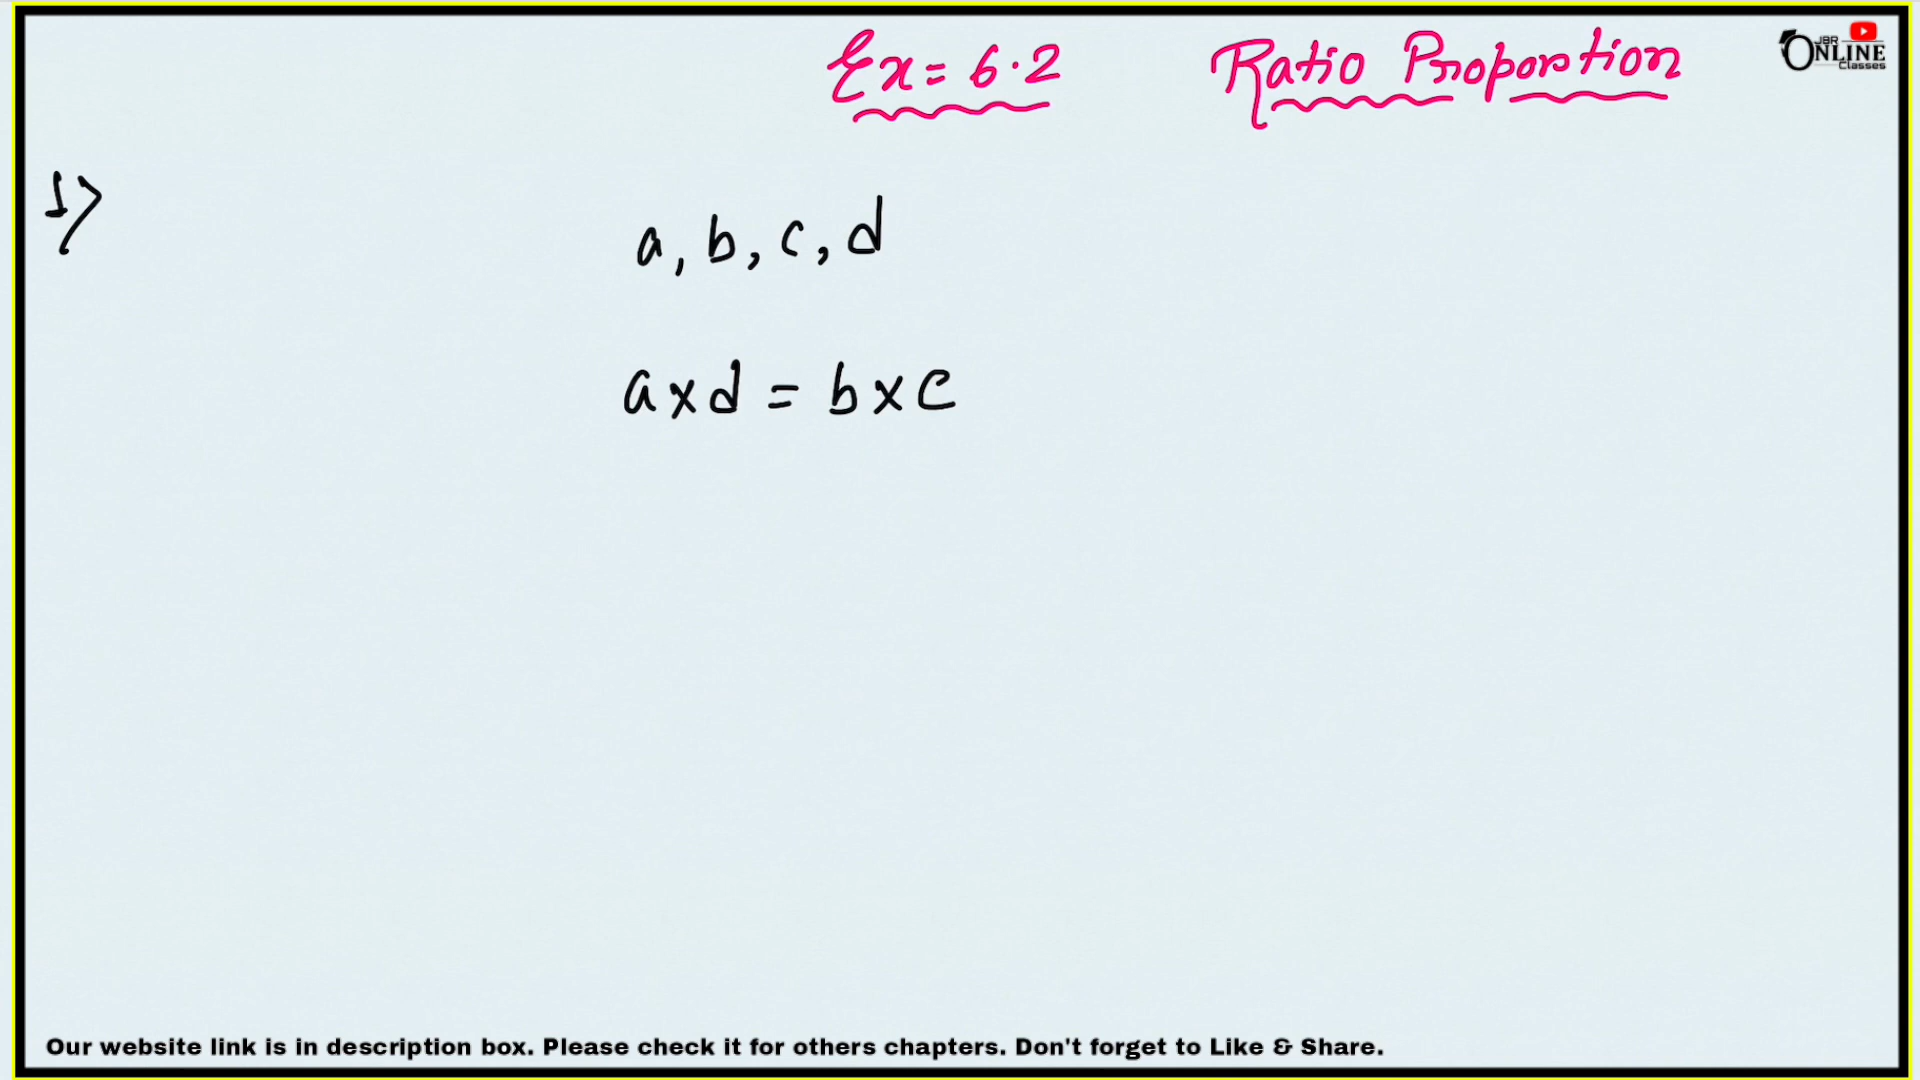 Ex = 6.2 Ratio Proportion
JBR
ONLINE
Classes
1)
a, b, c, d
a x d = b x c
Our website link is in description box. Please check it for others chapters. Don't forget to Like & Share.